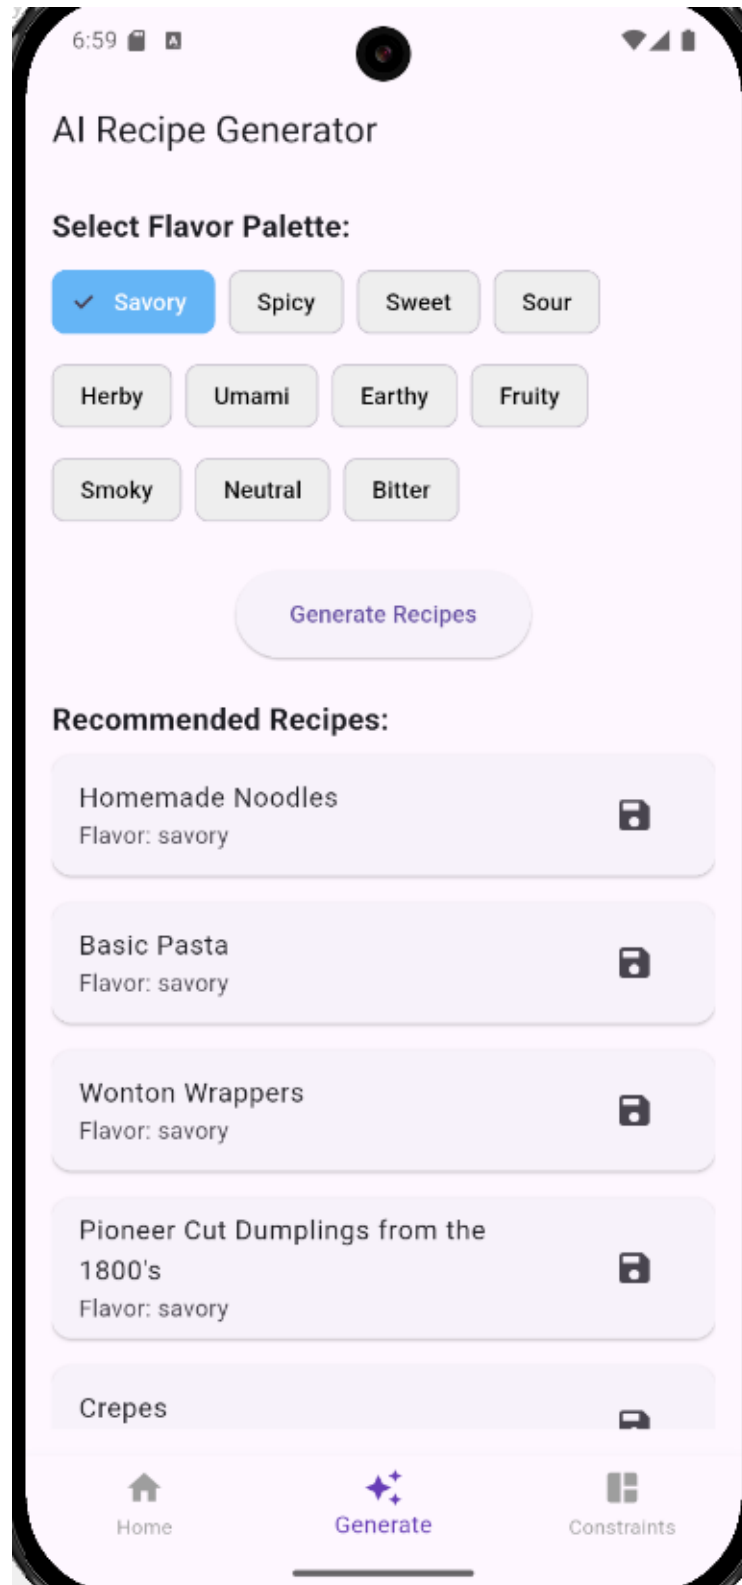 6:59
AI Recipe Generator
Select Flavor Palette:
Savory Spicy Sweet Sour
Herby Umami Earthy Fruity
Smoky Neutral Bitter
Generate Recipes
Recommended Recipes:
Homemade Noodles
Flavor: savory
Basic Pasta
Flavor: savory
Wonton Wrappers
Flavor: savory
Pioneer Cut Dumplings from the
1800's
Flavor: savory
Crepes
Home Generate Constraints